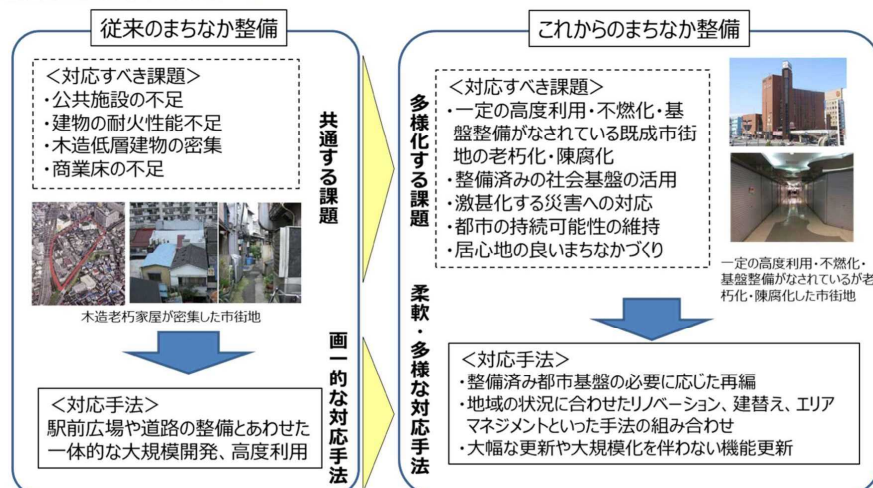 従来のまちなか整備
<対応すべき課題>
・公共施設の不足
・建物の耐火性能不足
・木造低層建物の密集
・商業床の不足
木造老朽家屋が密集した市街地
<対応手法>
駅前広場や道路の整備とあわせた
一体的な大規模開発、高度利用
共通する課題
画一的な対応手法
これからのまちなか整備
多様化する課題
柔軟・多様な対応手法
<対応すべき課題>
・一定の高度利用・不燃化・基
盤整備がなされている既成市街
地の老朽化・陳腐化
・整備済みの社会基盤の活用
・激甚化する災害への対応
・都市の持続可能性の維持
・居心地の良いまちなかづくり
一定の高度利用・不燃化・
基盤整備がなされているが老
朽化・陳腐化した市街地
<対応手法>
・整備済み都市基盤の必要に応じた再編
・地域の状況に合わせたリノベーション、建替え、エリア
マネジメントといった手法の組み合わせ
・大幅な更新や大規模化を伴わない機能更新